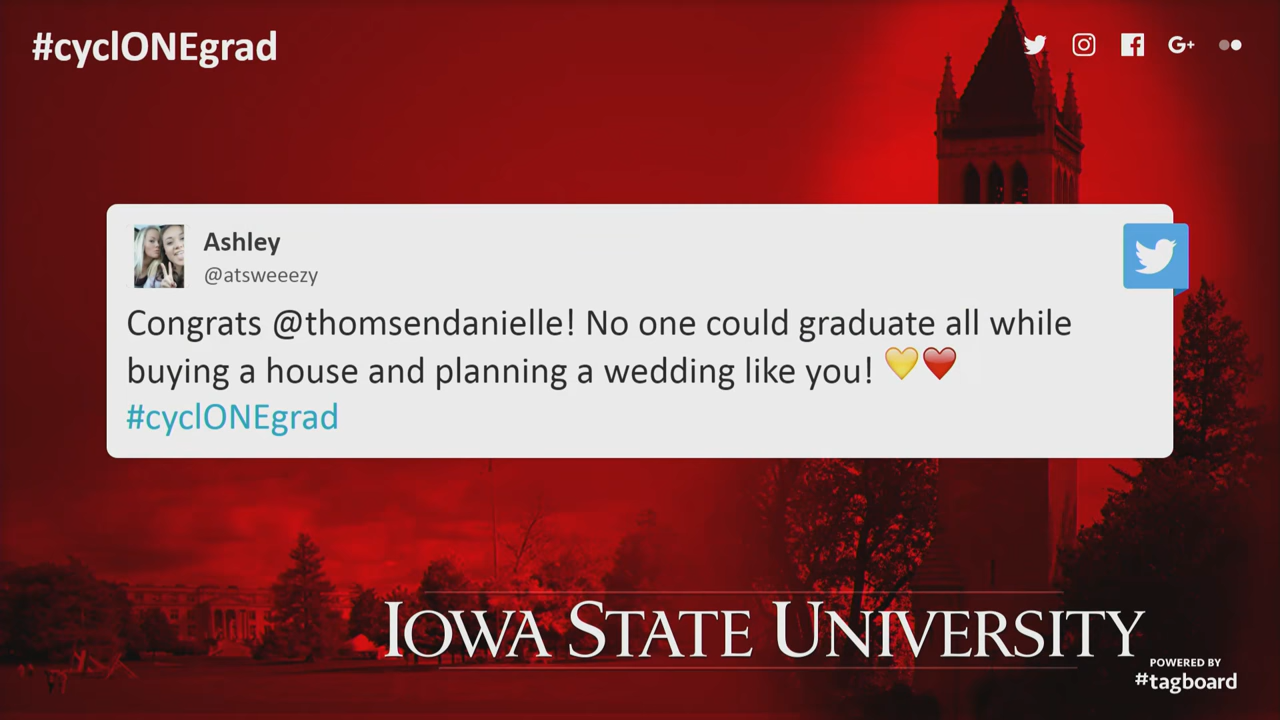 #cyclONEgrad
G+
Ashley
@atsweeezy
Congrats @thomsendanielle! No one could graduate all while
buying a house and planning a wedding like you! 💛❤️
#cyclONEgrad
IOWA STATE UNIVERSITY
POWERED BY
#tagboard